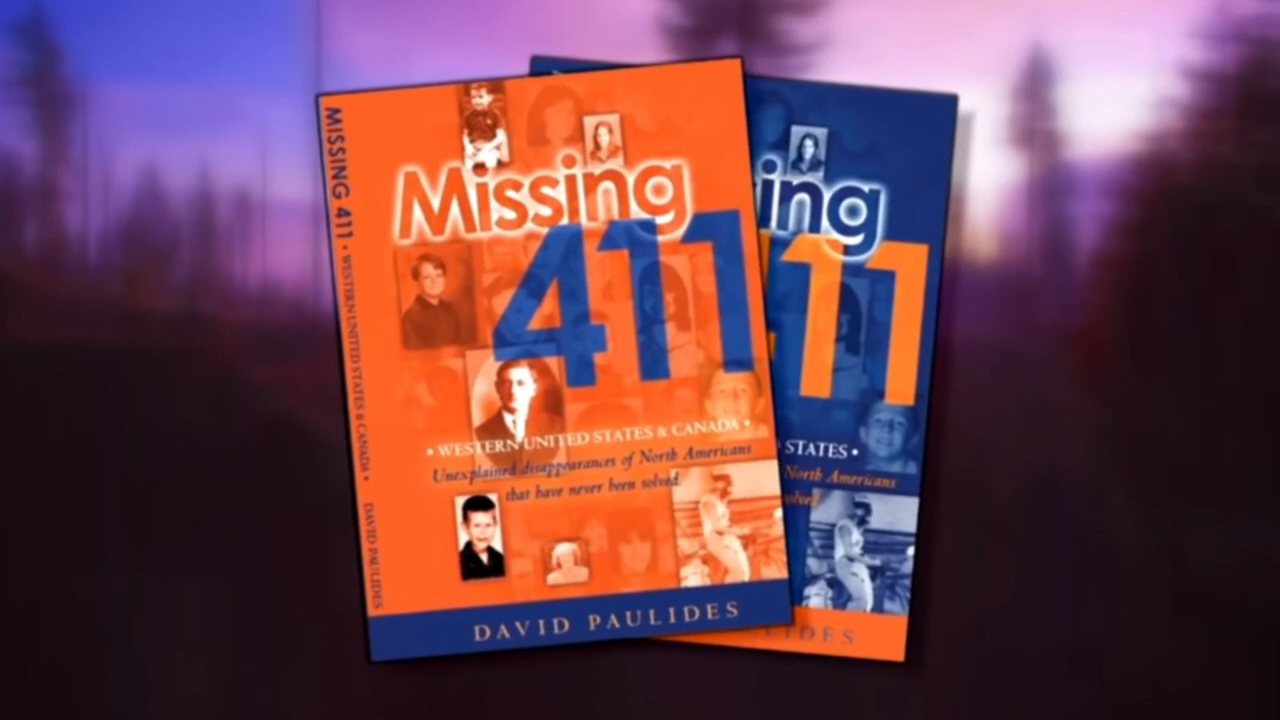 MISSING 411 • WESTERN UNITED STATES & CANADA • DAVID PAULIDES
Missing
411
• WESTERN UNITED STATES & CANADA •
Unexplained disappearances of North Americans
that have never been solved.
DAVID PAULIDES
ing
11
STATES •
North Americans